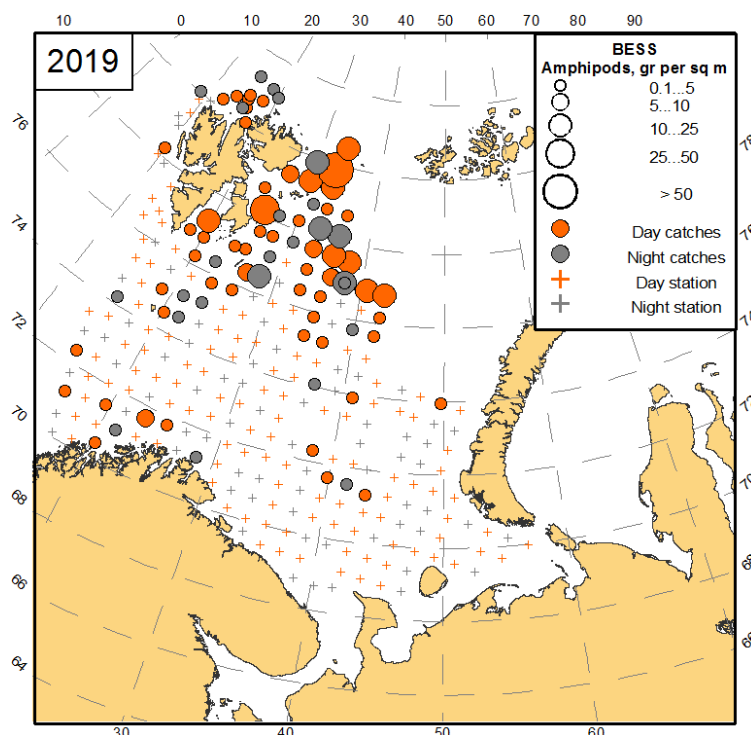 10 0 10 20 30 40 50 60 70 80 90
2019
BESS
Amphipods, gr per sq m
0.1...5
5...10
10...25
25...50
> 50
Day catches
Night catches
Day station
Night station
76
74
72
70
68
66
64
30 40 50 60